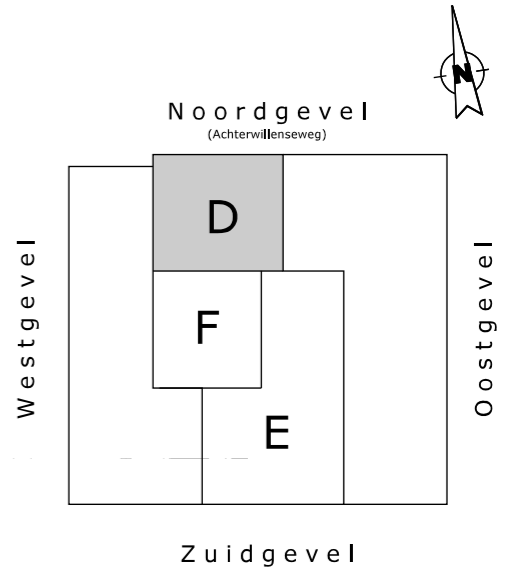 N
Noordgevel
(Achterwillenseweg)
D
Westgevel
Oostgevel
F
E
Zuidgevel